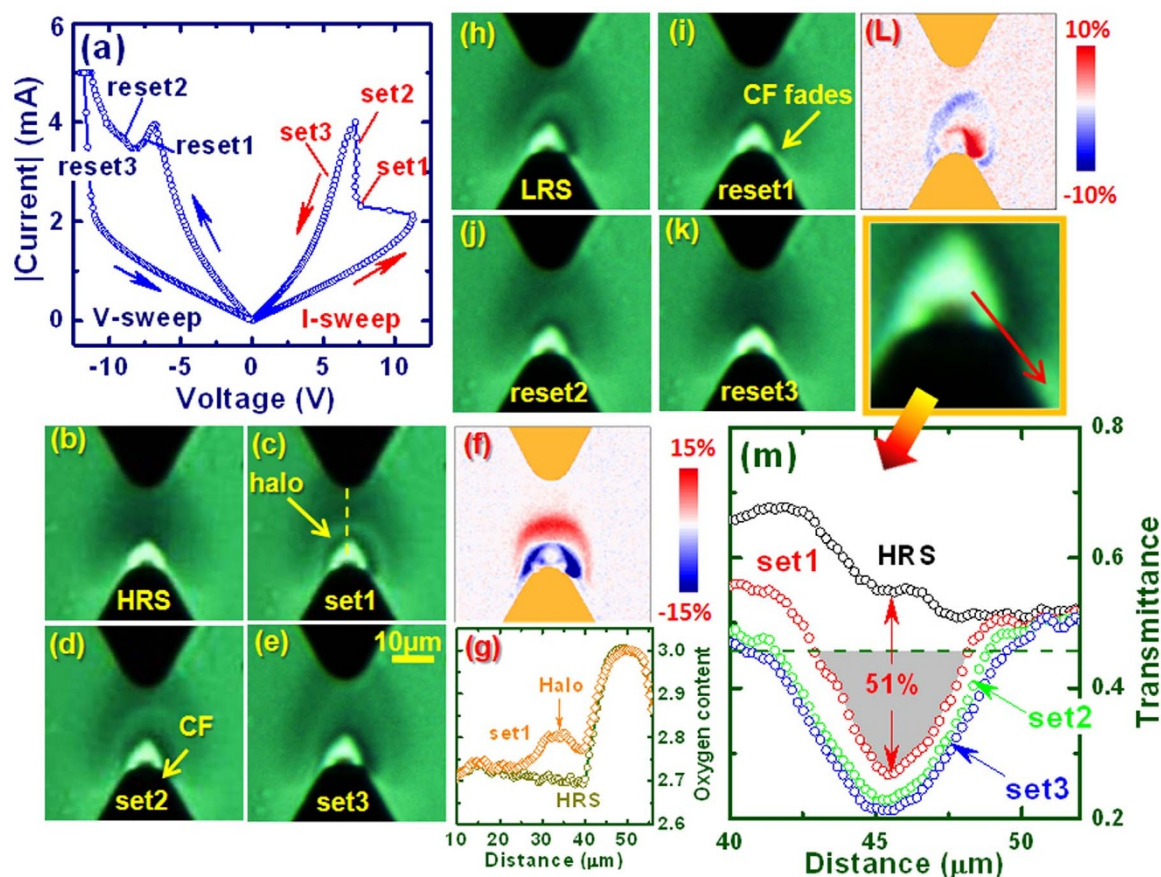 (a)
|Current| (mA)
6
4
2
0
reset2
reset1
reset3
set3
set2
set1
V-sweep
I-sweep
-10
-5
0
5
10
Voltage (V)
(b)
HRS
(c)
halo
set1
(d)
CF
set2
(e)
10μm
set3
(f)
15%
-15%
(g)
Halo
set1
HRS
3.0
2.9
2.8
2.7
2.6
Oxygen content
10
20
30
40
50
Distance (μm)
(h)
LRS
(i)
CF fades
reset1
(j)
reset2
(k)
reset3
(L)
10%
-10%
(m)
HRS
set1
51%
set2
set3
0.8
0.6
0.4
0.2
Transmittance
40
45
50
Distance (μm)